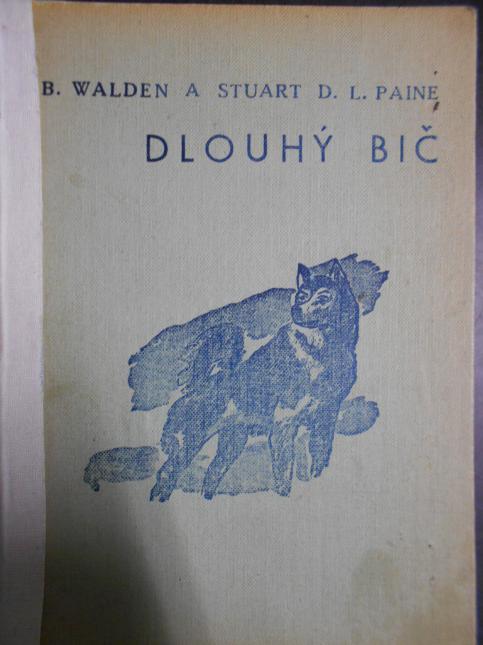 B. WALDEN A STUART D. L. PAINE
DLOUHÝ BIČ